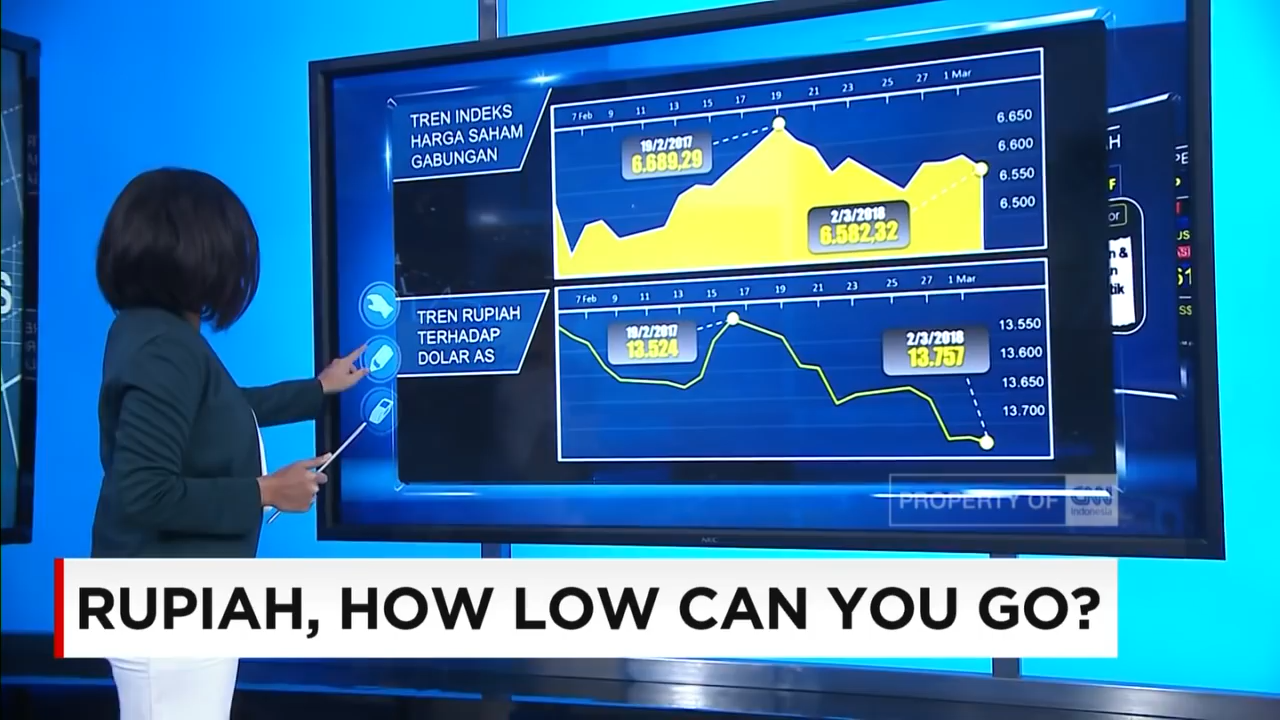 TREN INDEKS
HARGA SAHAM
GABUNGAN
7 Feb 9 11 13 15 17 19 21 23 25 27 1 Mar
19/2/2017
6.689,29
2/3/2018
6.582,32
6.650
6.600
6.550
6.500
TREN RUPIAH
TERHADAP
DOLAR AS
7 Feb 9 11 13 15 17 19 21 23 25 27 1 Mar
19/2/2017
13.524
2/3/2018
13.757
13.550
13.600
13.650
13.700
PROPERTY OF CNN Indonesia
NEC
RUPIAH, HOW LOW CAN YOU GO?